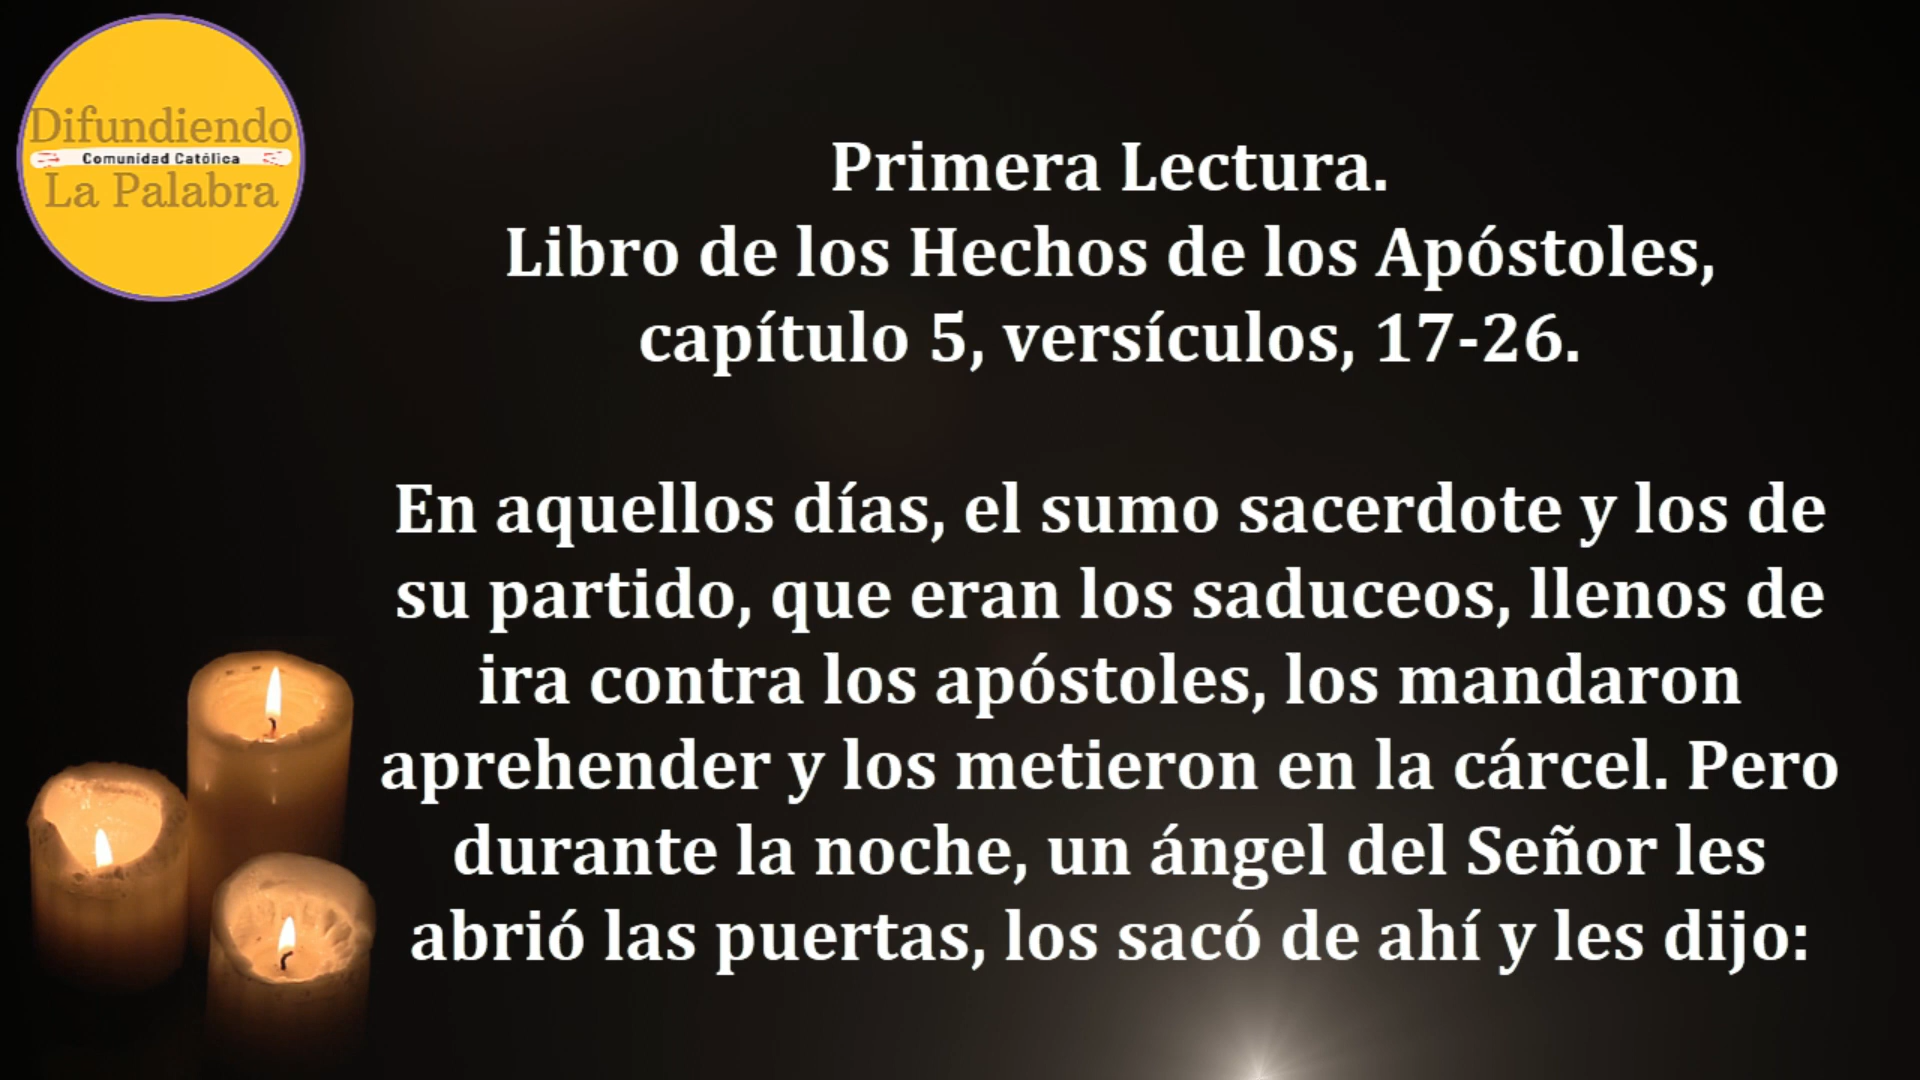 Difundiendo
Comunidad Católica
La Palabra
Primera Lectura.
Libro de los Hechos de los Apóstoles,
capítulo 5, versículos, 17-26.
En aquellos días, el sumo sacerdote y los de
su partido, que eran los saduceos, llenos de
ira contra los apóstoles, los mandaron
aprehender y los metieron en la cárcel. Pero
durante la noche, un ángel del Señor les
abrió las puertas, los sacó de ahí y les dijo: